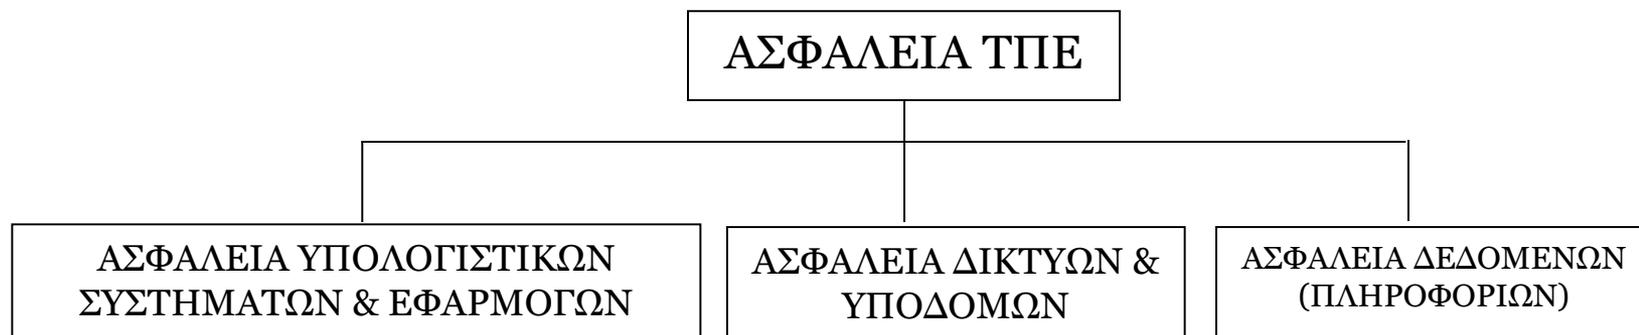 ΑΣΦΑΛΕΙΑ ΤΠΕ
ΑΣΦΑΛΕΙΑ ΥΠΟΛΟΓΙΣΤΙΚΩΝ
ΣΥΣΤΗΜΑΤΩΝ & ΕΦΑΡΜΟΓΩΝ
ΑΣΦΑΛΕΙΑ ΔΙΚΤΥΩΝ &
ΥΠΟΔΟΜΩΝ
ΑΣΦΑΛΕΙΑ ΔΕΔΟΜΕΝΩΝ
(ΠΛΗΡΟΦΟΡΙΩΝ)